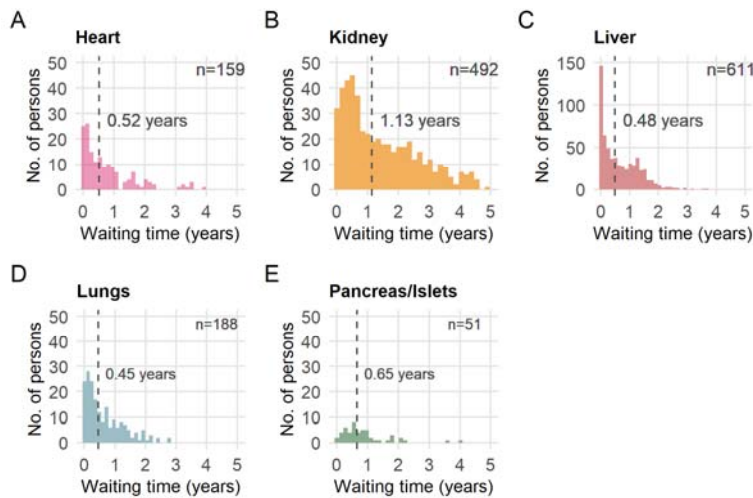 A
Heart
50
40
30
20
10
0
No. of persons
n=159
0.52 years
0 1 2 3 4 5
Waiting time (years)
B
Kidney
50
40
30
20
10
0
No. of persons
n=492
1.13 years
0 1 2 3 4 5
Waiting time (years)
C
Liver
150
100
50
0
No. of persons
n=611
0.48 years
0 1 2 3 4 5
Waiting time (years)
D
Lungs
50
40
30
20
10
0
No. of persons
n=188
0.45 years
0 1 2 3 4 5
Waiting time (years)
E
Pancreas/Islets
50
40
30
20
10
0
No. of persons
n=51
0.65 years
0 1 2 3 4 5
Waiting time (years)